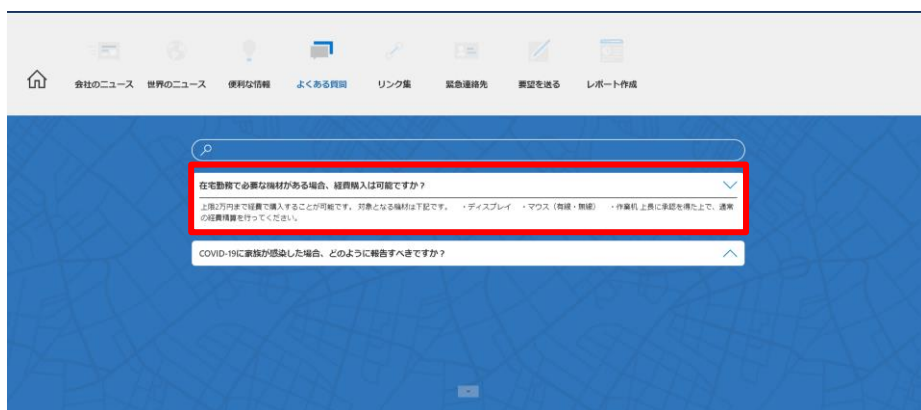 会社のニュース 世界のニュース 便利な情報 よくある質問 リンク集 緊急連絡先 要望を送る レポート作成
在宅勤務で必要な機材がある場合、経費購入は可能ですか？
上限2万円まで経費で購入することが可能です。対象となる機材は下記です。 ・ディスプレイ ・マウス（有線・無線） ・作業机 上長に承認を得た上で、通常
の経費精算を行ってください。
COVID-19に家族が感染した場合、どのように報告すべきですか？